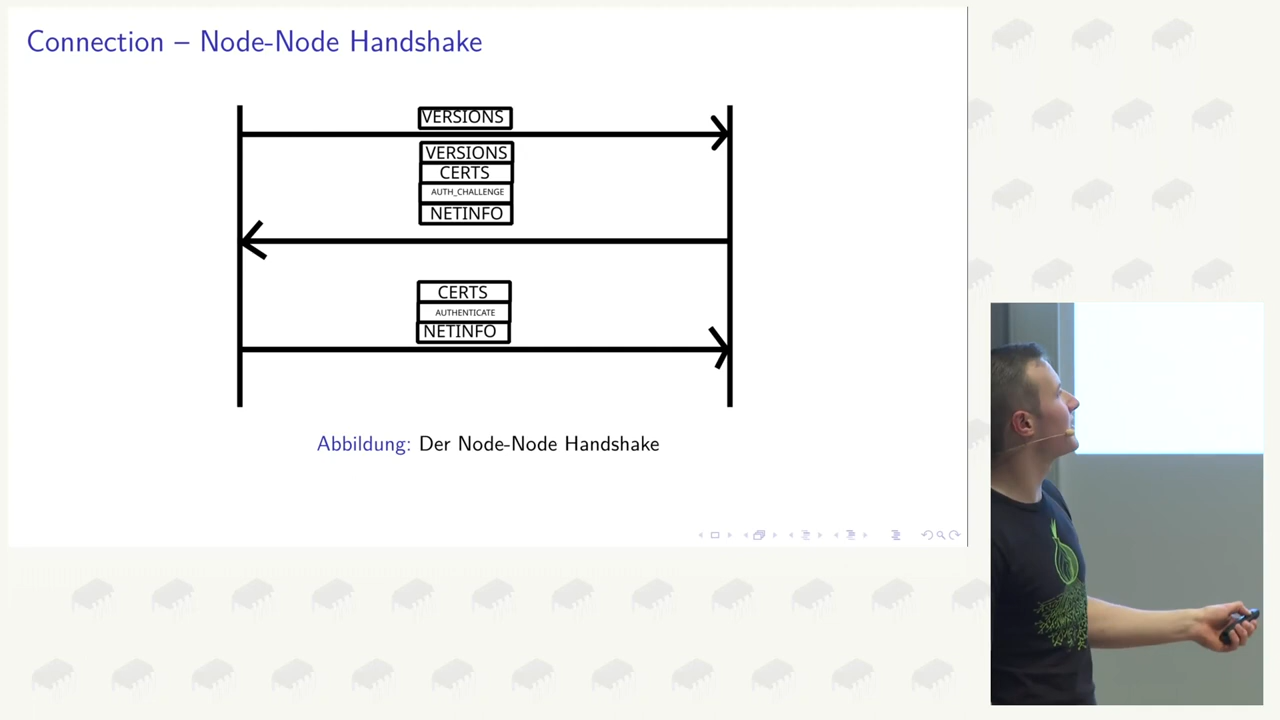 Connection – Node-Node Handshake
VERSIONS
VERSIONS
CERTS
AUTH_CHALLENGE
NETINFO
CERTS
AUTHENTICATE
NETINFO
Abbildung: Der Node-Node Handshake